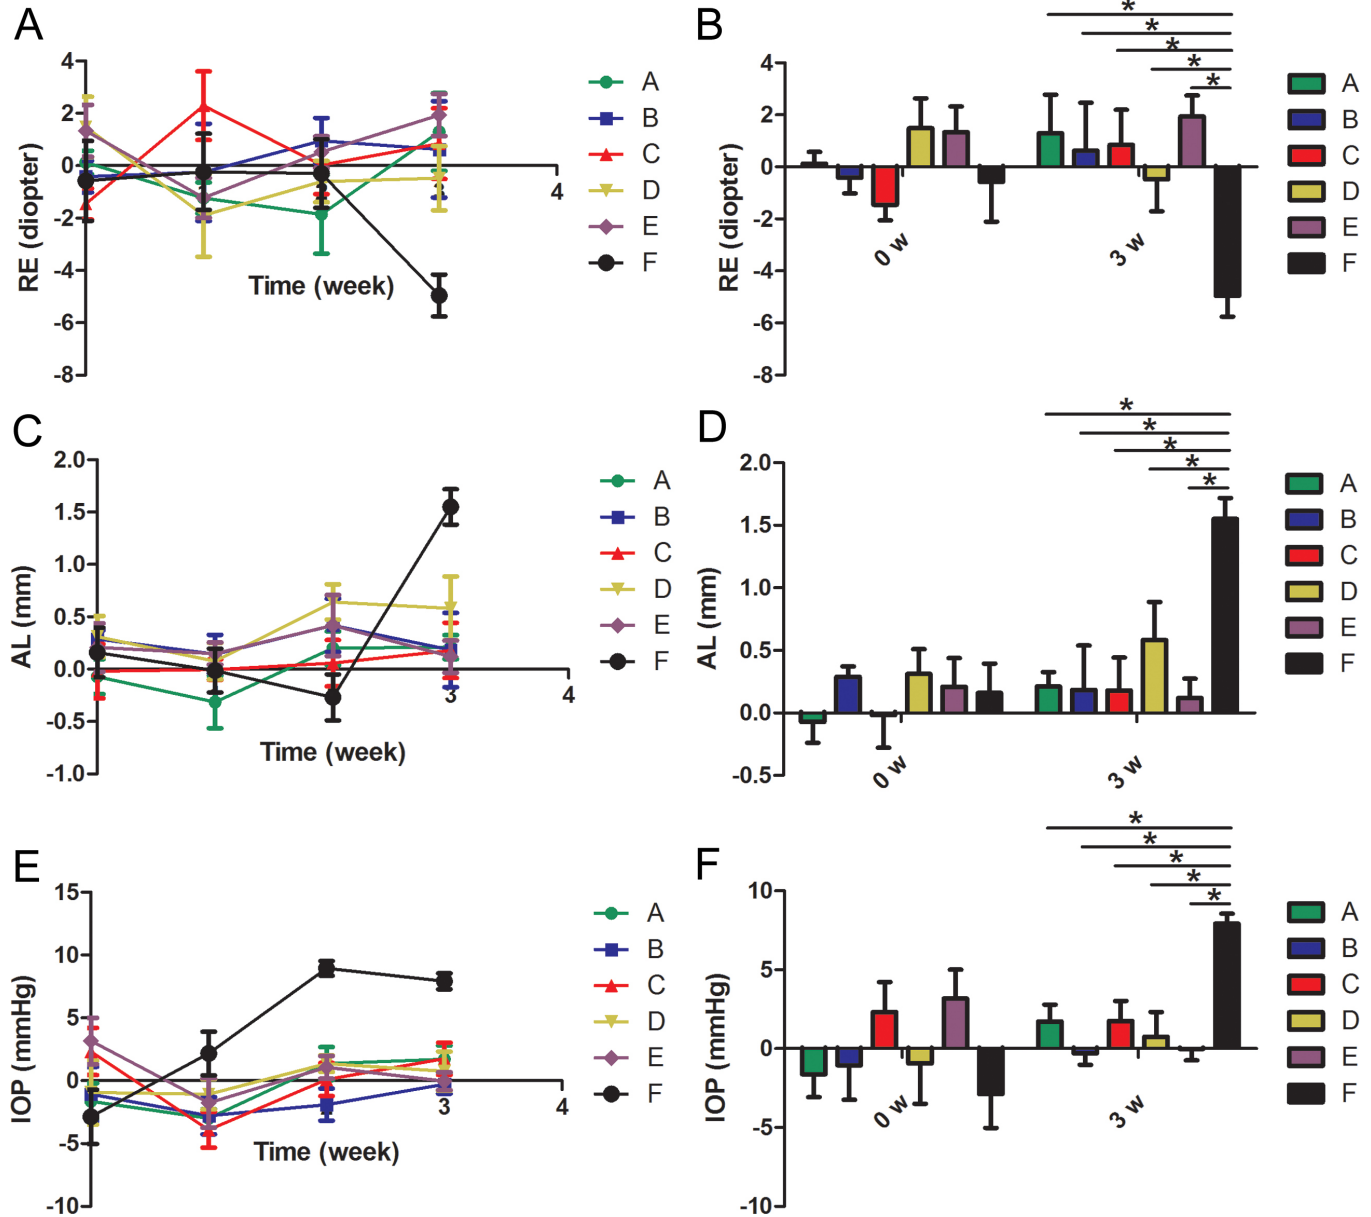 A
RE (diopter)
4
2
0
-2
-4
-6
-8
4
Time (week)
A
B
C
D
E
F
B
RE (diopter)
4
2
0
-2
-4
-6
-8
0 w
3 w
* * * * *
A
B
C
D
E
F
C
AL (mm)
2.0
1.5
1.0
0.5
0.0
-0.5
-1.0
3
4
Time (week)
A
B
C
D
E
F
D
AL (mm)
2.0
1.5
1.0
0.5
0.0
-0.5
0 w
3 w
* * * * *
A
B
C
D
E
F
E
IOP (mmHg)
15
10
5
0
-5
-10
3
4
Time (week)
A
B
C
D
E
F
F
IOP (mmHg)
10
5
0
-5
-10
0 w
3 w
* * * * *
A
B
C
D
E
F